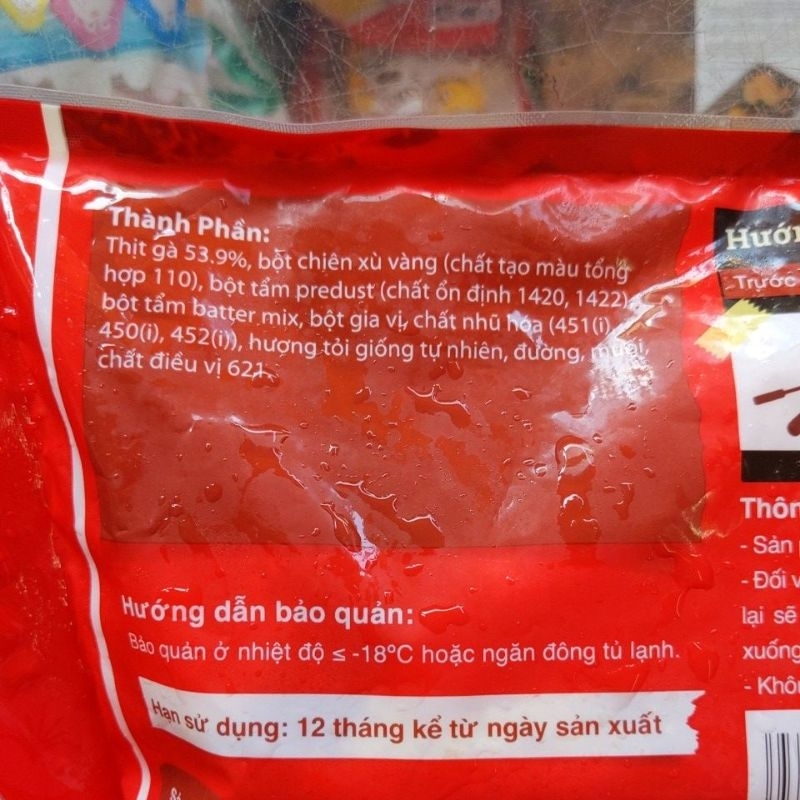 Thành Phần:
Thịt gà 53.9%, bột chiên xù vàng (chất tạo màu tổng
hợp 110), bột tẩm predust (chất ổn định 1420, 1422),
bột tẩm batter mix, bột gia vị, chất nhũ hóa (451(i),
450(i), 452(i)), hượng tỏi giống tự nhiên, đường, muối,
chất điều vị 621.
Hướng dẫn bảo quản:
Bảo quản ở nhiệt độ ≤ -18°C hoặc ngăn đông tủ lạnh.
Hạn sử dụng: 12 tháng kể từ ngày sản xuất
Hướn
Trước
Thôn
- Sản
- Đối v
lại sẽ
xuống
- Khôn